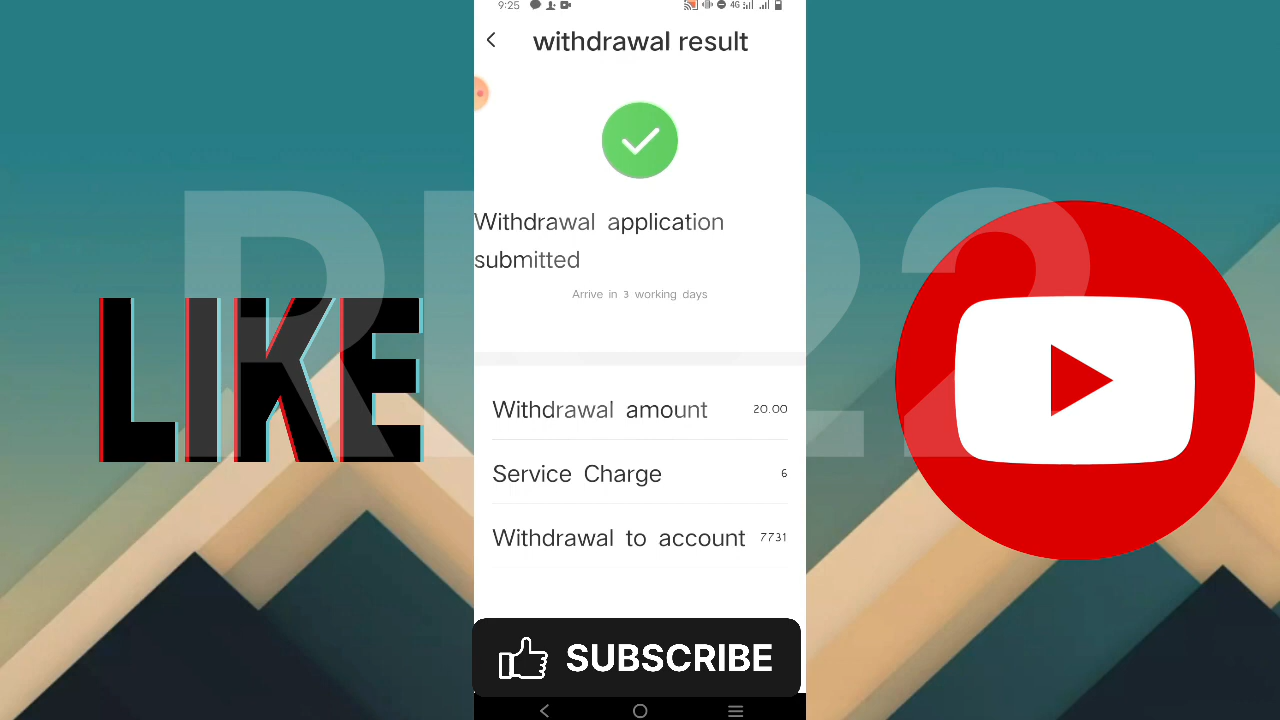 9:25
4G
withdrawal result
Withdrawal application
submitted
Arrive in 3 working days
Withdrawal amount 20.00
Service Charge 6
Withdrawal to account 7731
LIKE
SUBSCRIBE